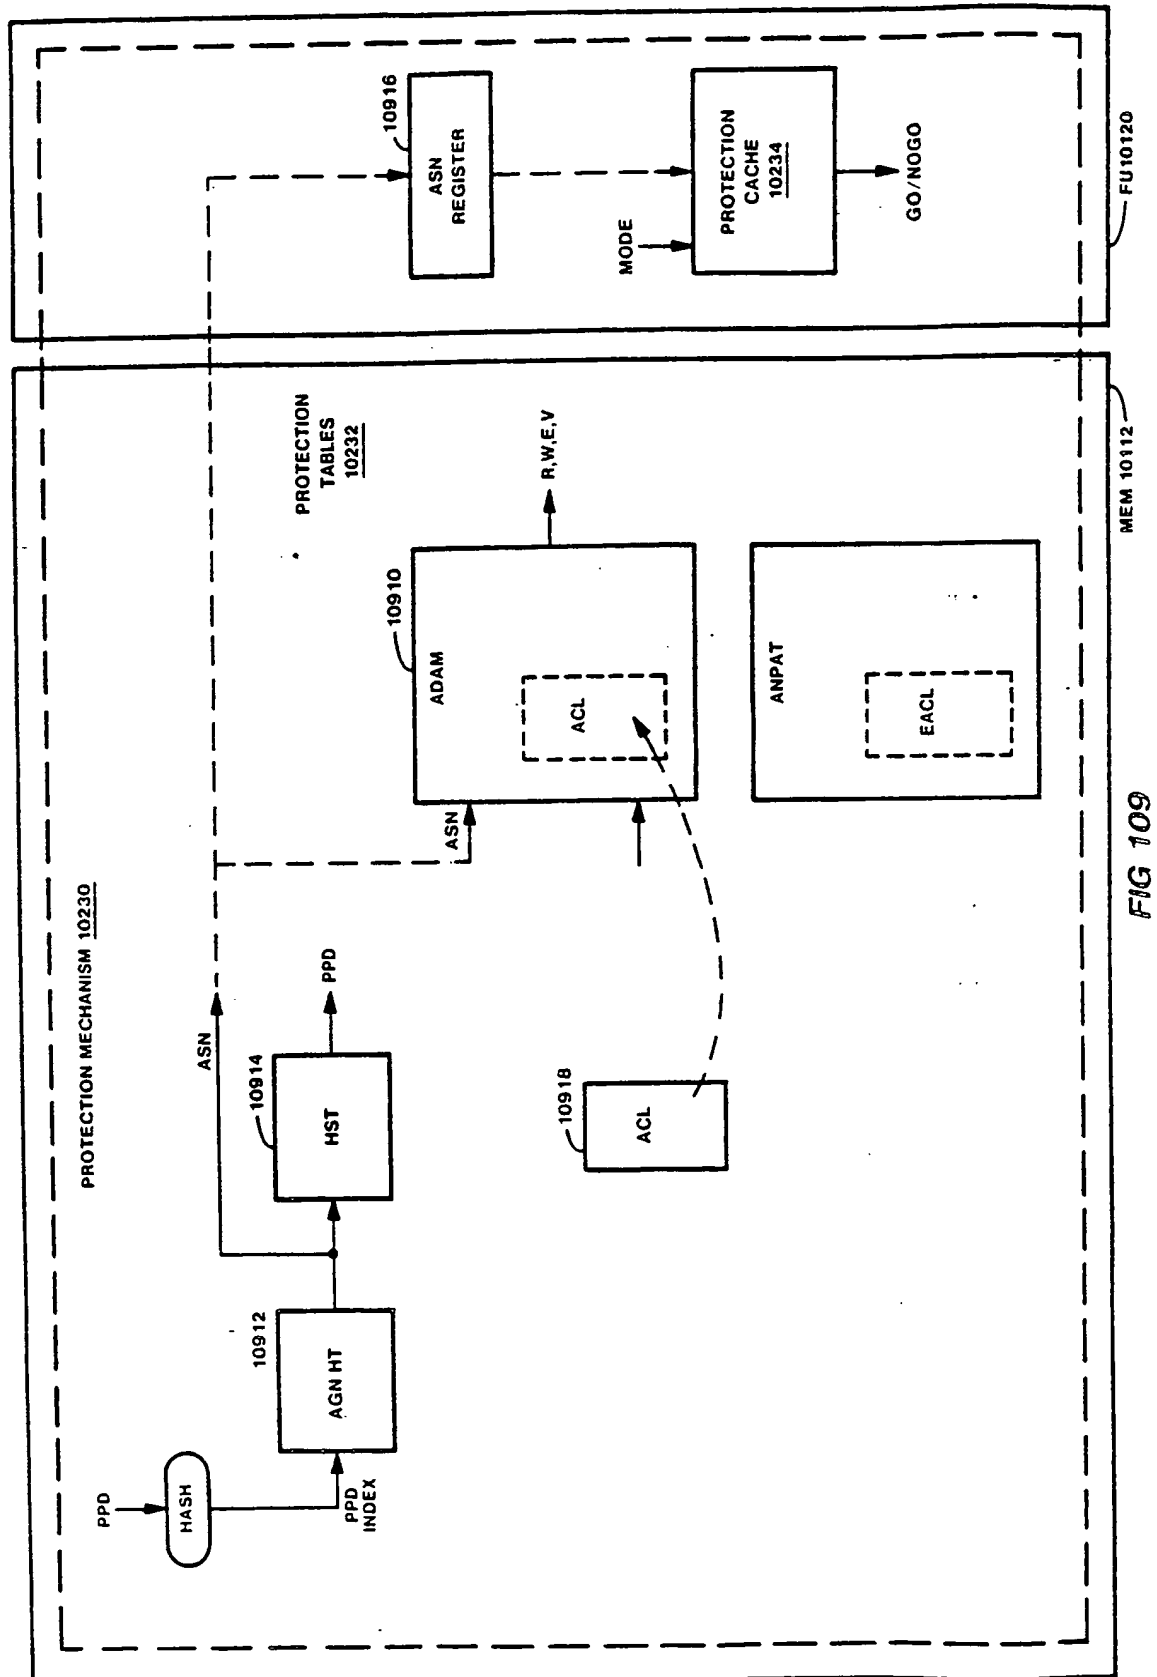 PROTECTION MECHANISM 10230
PPD
HASH
PPD
INDEX
10912
AGN HT
ASN
10914
HST
PPD
10918
ACL
PROTECTION
TABLES
10232
ASN
10910
ADAM
ACL
R,W,E,V
ANPAT
EACL
MEM 10112
10916
ASN
REGISTER
MODE
PROTECTION
CACHE
10234
GO/NOGO
FU10120
FIG 109